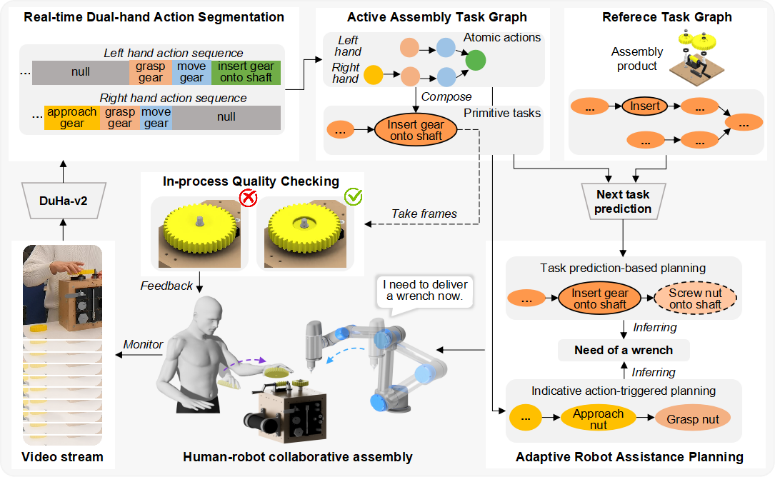 Real-time Dual-hand Action Segmentation
Left hand action sequence
...
null
grasp
gear
move
gear
insert gear
onto shaft
Right hand action sequence
...
approach
gear
grasp
gear
move
gear
null
Active Assembly Task Graph
Left
hand
Atomic actions
Right
hand
Compose
Primitive tasks
...
Insert gear
onto shaft
Referece Task Graph
Assembly
product
...
Insert
...
...
...
...
DuHa-v2
In-process Quality Checking
Take frames
Next task
prediction
Feedback
Monitor
I need to deliver
a wrench now.
Task prediction-based planning
...
Insert gear
onto shaft
Screw nut
onto shaft
Inferring
Need of a wrench
Inferring
Indicative action-triggered planning
...
Approach
nut
Grasp nut
Video stream
Human-robot collaborative assembly
Adaptive Robot Assistance Planning